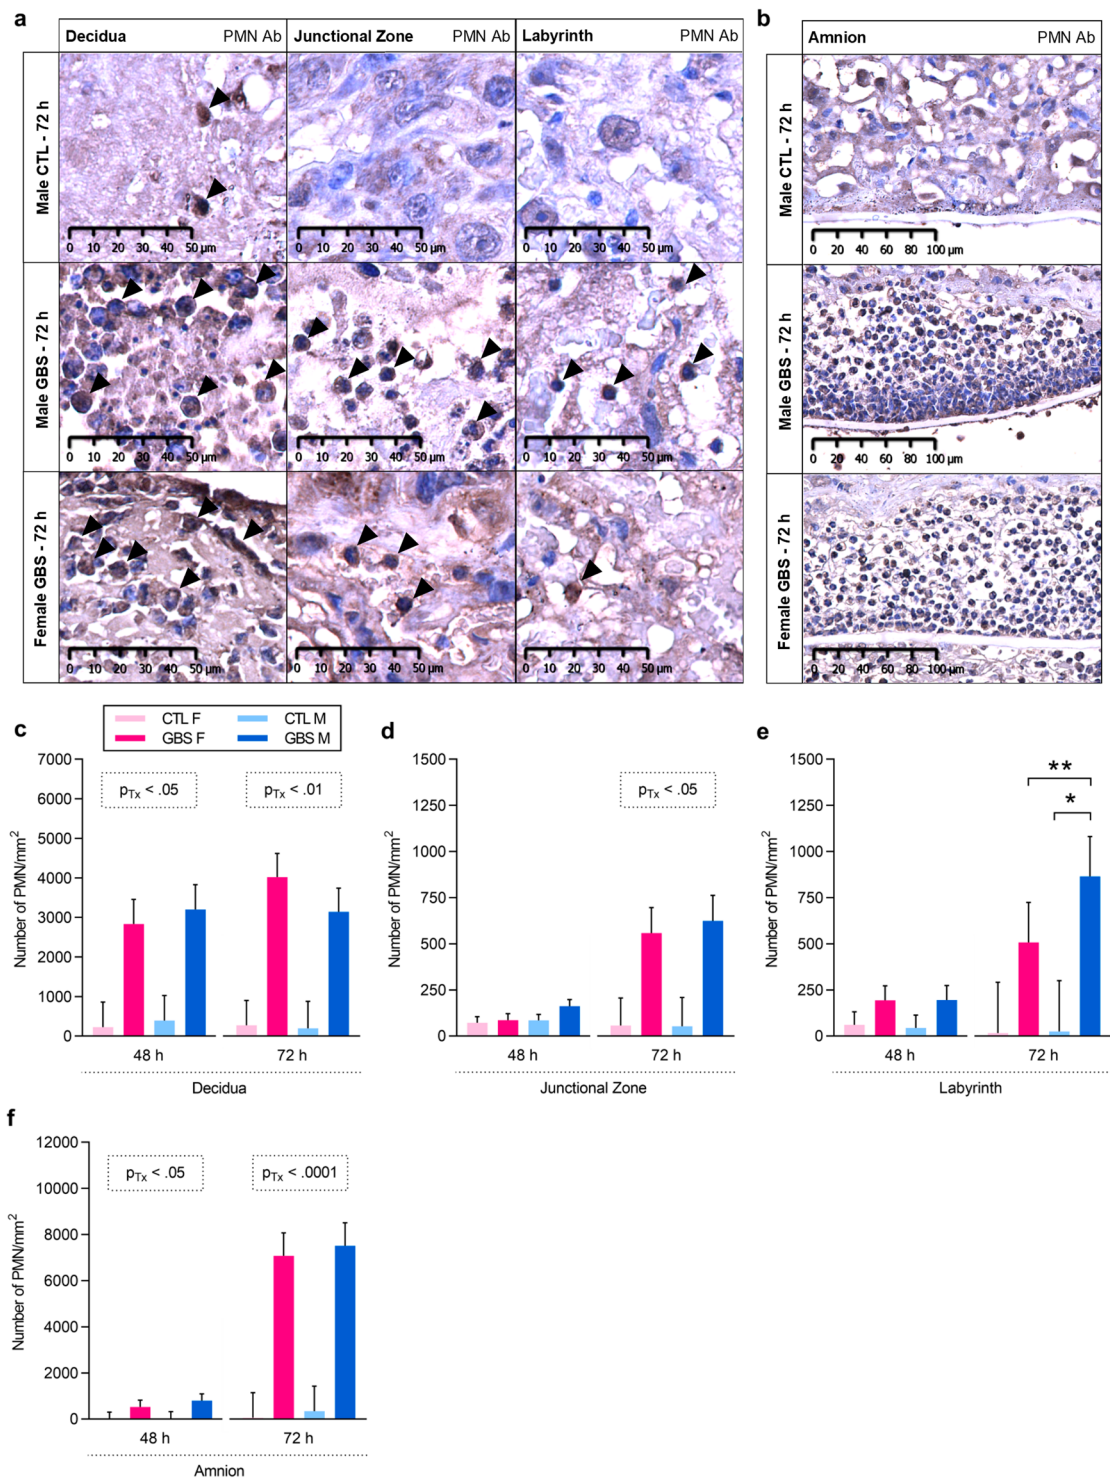 a
b
Decidua PMN Ab
Junctional Zone PMN Ab
Labyrinth PMN Ab
Amnion PMN Ab
Male CTL - 72 h
0 10 20 30 40 50 µm
0 10 20 30 40 50 µm
0 10 20 30 40 50 µm
Male CTL - 72 h
0 20 40 60 80 100 µm
Male GBS - 72 h
0 10 20 30 40 50 µm
0 10 20 30 40 50 µm
0 10 20 30 40 50 µm
Male GBS - 72 h
0 20 40 60 80 100 µm
Female GBS - 72 h
0 10 20 30 40 50 µm
0 10 20 30 40 50 µm
0 10 20 30 40 50 µm
Female GBS - 72 h
0 20 40 60 80 100 µm
CTL F CTL M
GBS F GBS M
c
Number of PMN/mm²
7000
6000
5000
4000
3000
2000
1000
0
pTx < .05
pTx < .01
48 h 72 h
Decidua
d
Number of PMN/mm²
1500
1250
1000
750
500
250
0
pTx < .05
48 h 72 h
Junctional Zone
e
Number of PMN/mm²
1500
1250
1000
750
500
250
0
**
*
48 h 72 h
Labyrinth
f
Number of PMN/mm²
12000
10000
8000
6000
4000
2000
0
pTx < .05
pTx < .0001
48 h 72 h
Amnion